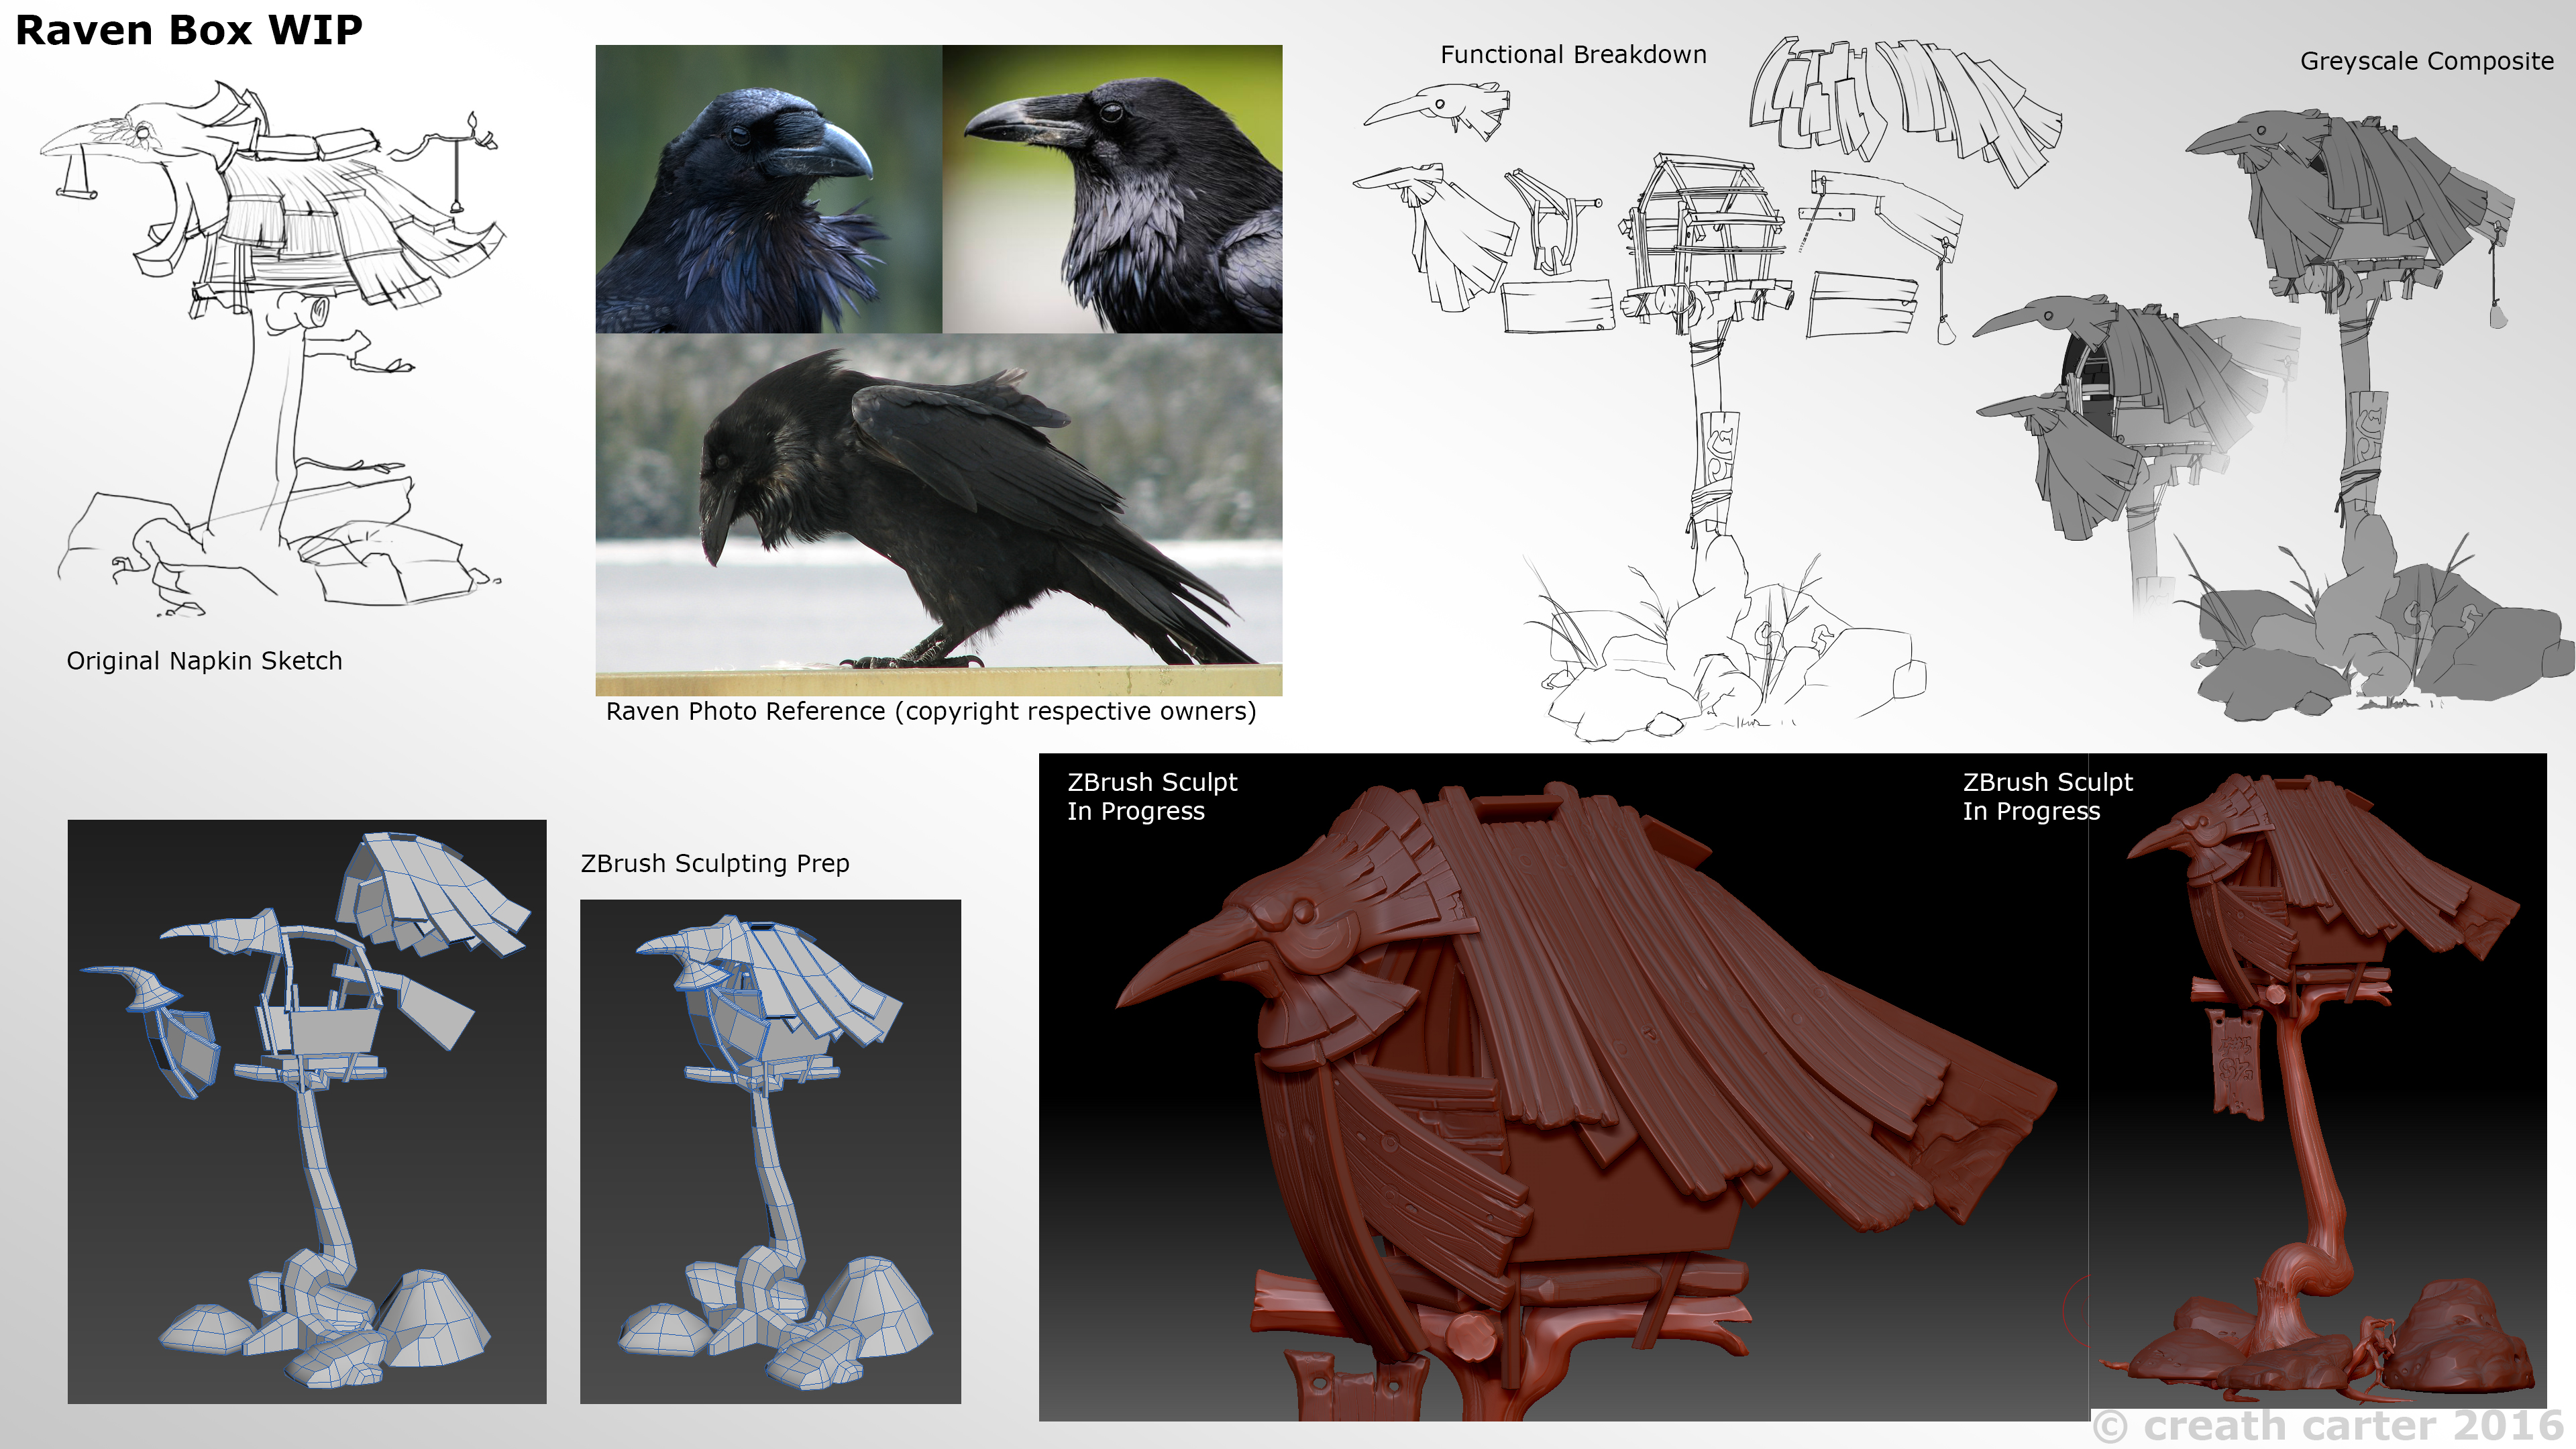 Raven Box WIP
Original Napkin Sketch
Raven Photo Reference (copyright respective owners)
Functional Breakdown
Greyscale Composite
ZBrush Sculpting Prep
ZBrush Sculpt
In Progress
ZBrush Sculpt
In Progress
© creath carter 2016